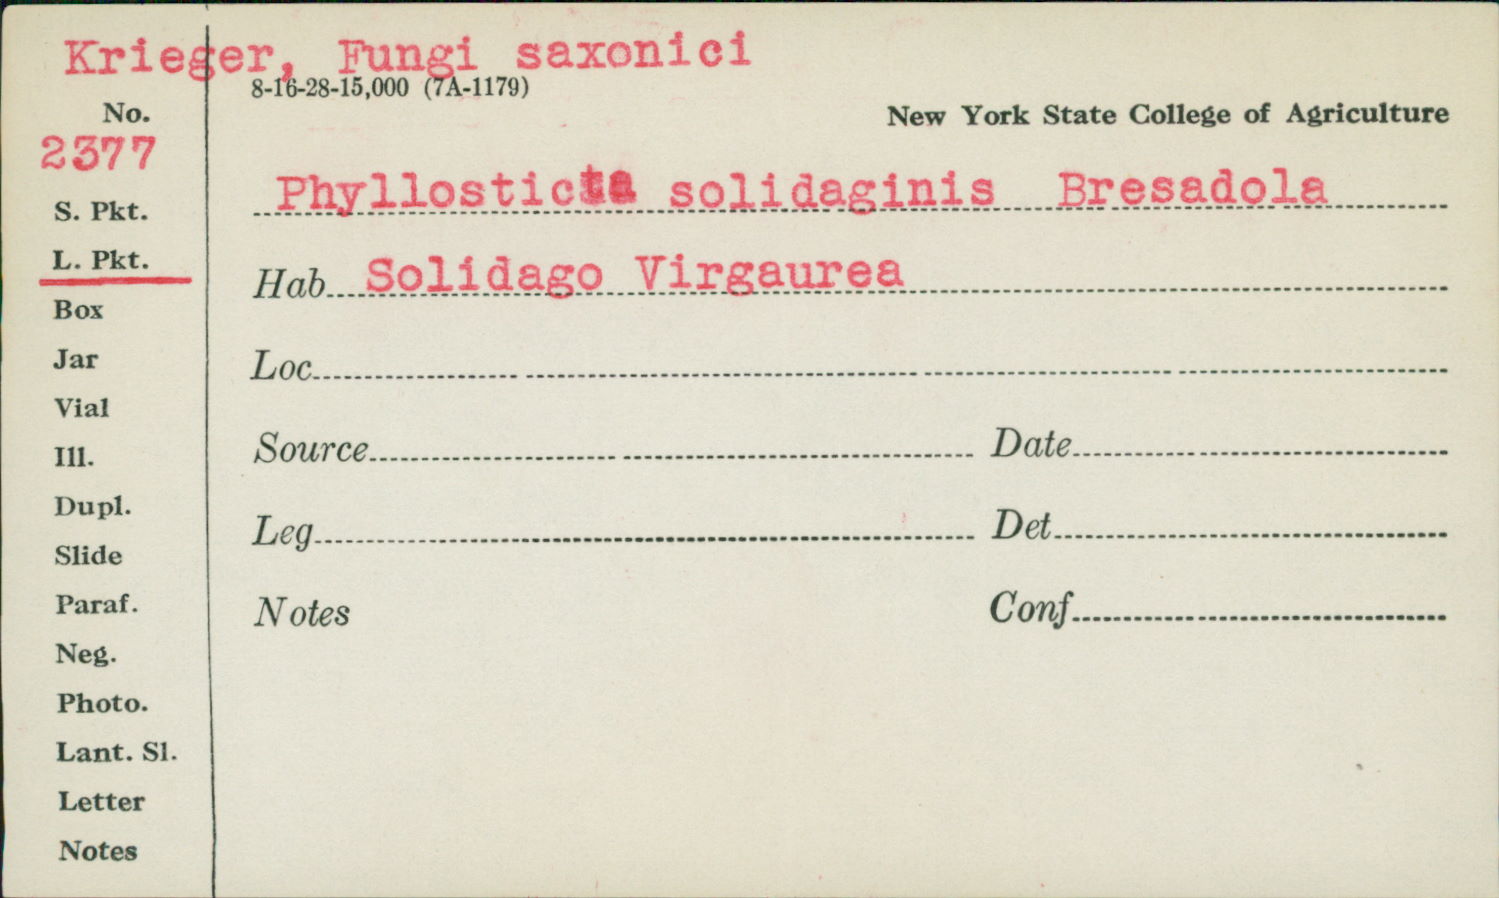 Krieger, Fungi saxonici
8-16-28-15,000 (7A-1179)
No.
New York State College of Agriculture
2377
Phyllosticta solidaginis Bresadola
S. Pkt.
L. Pkt.
Hab. Solidago Virgaurea
Box
Jar
Loc.
Vial
Source
Date
Ill.
Dupl.
Leg
Det
Slide
Paraf.
Notes
Conf
Neg.
Photo.
Lant. Sl.
Letter
Notes